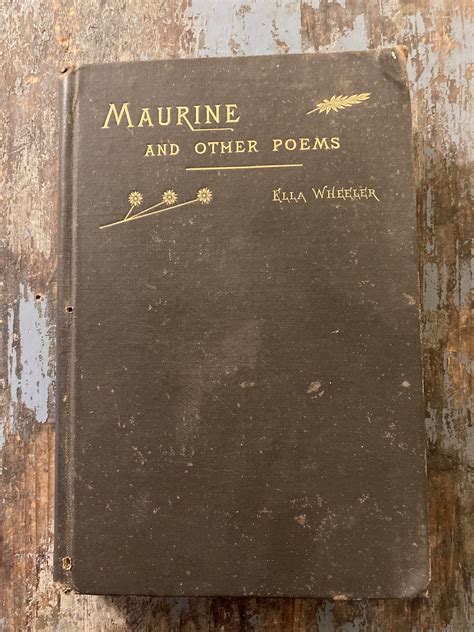 MAURINE
AND OTHER POEMS
ELLA WHEELER